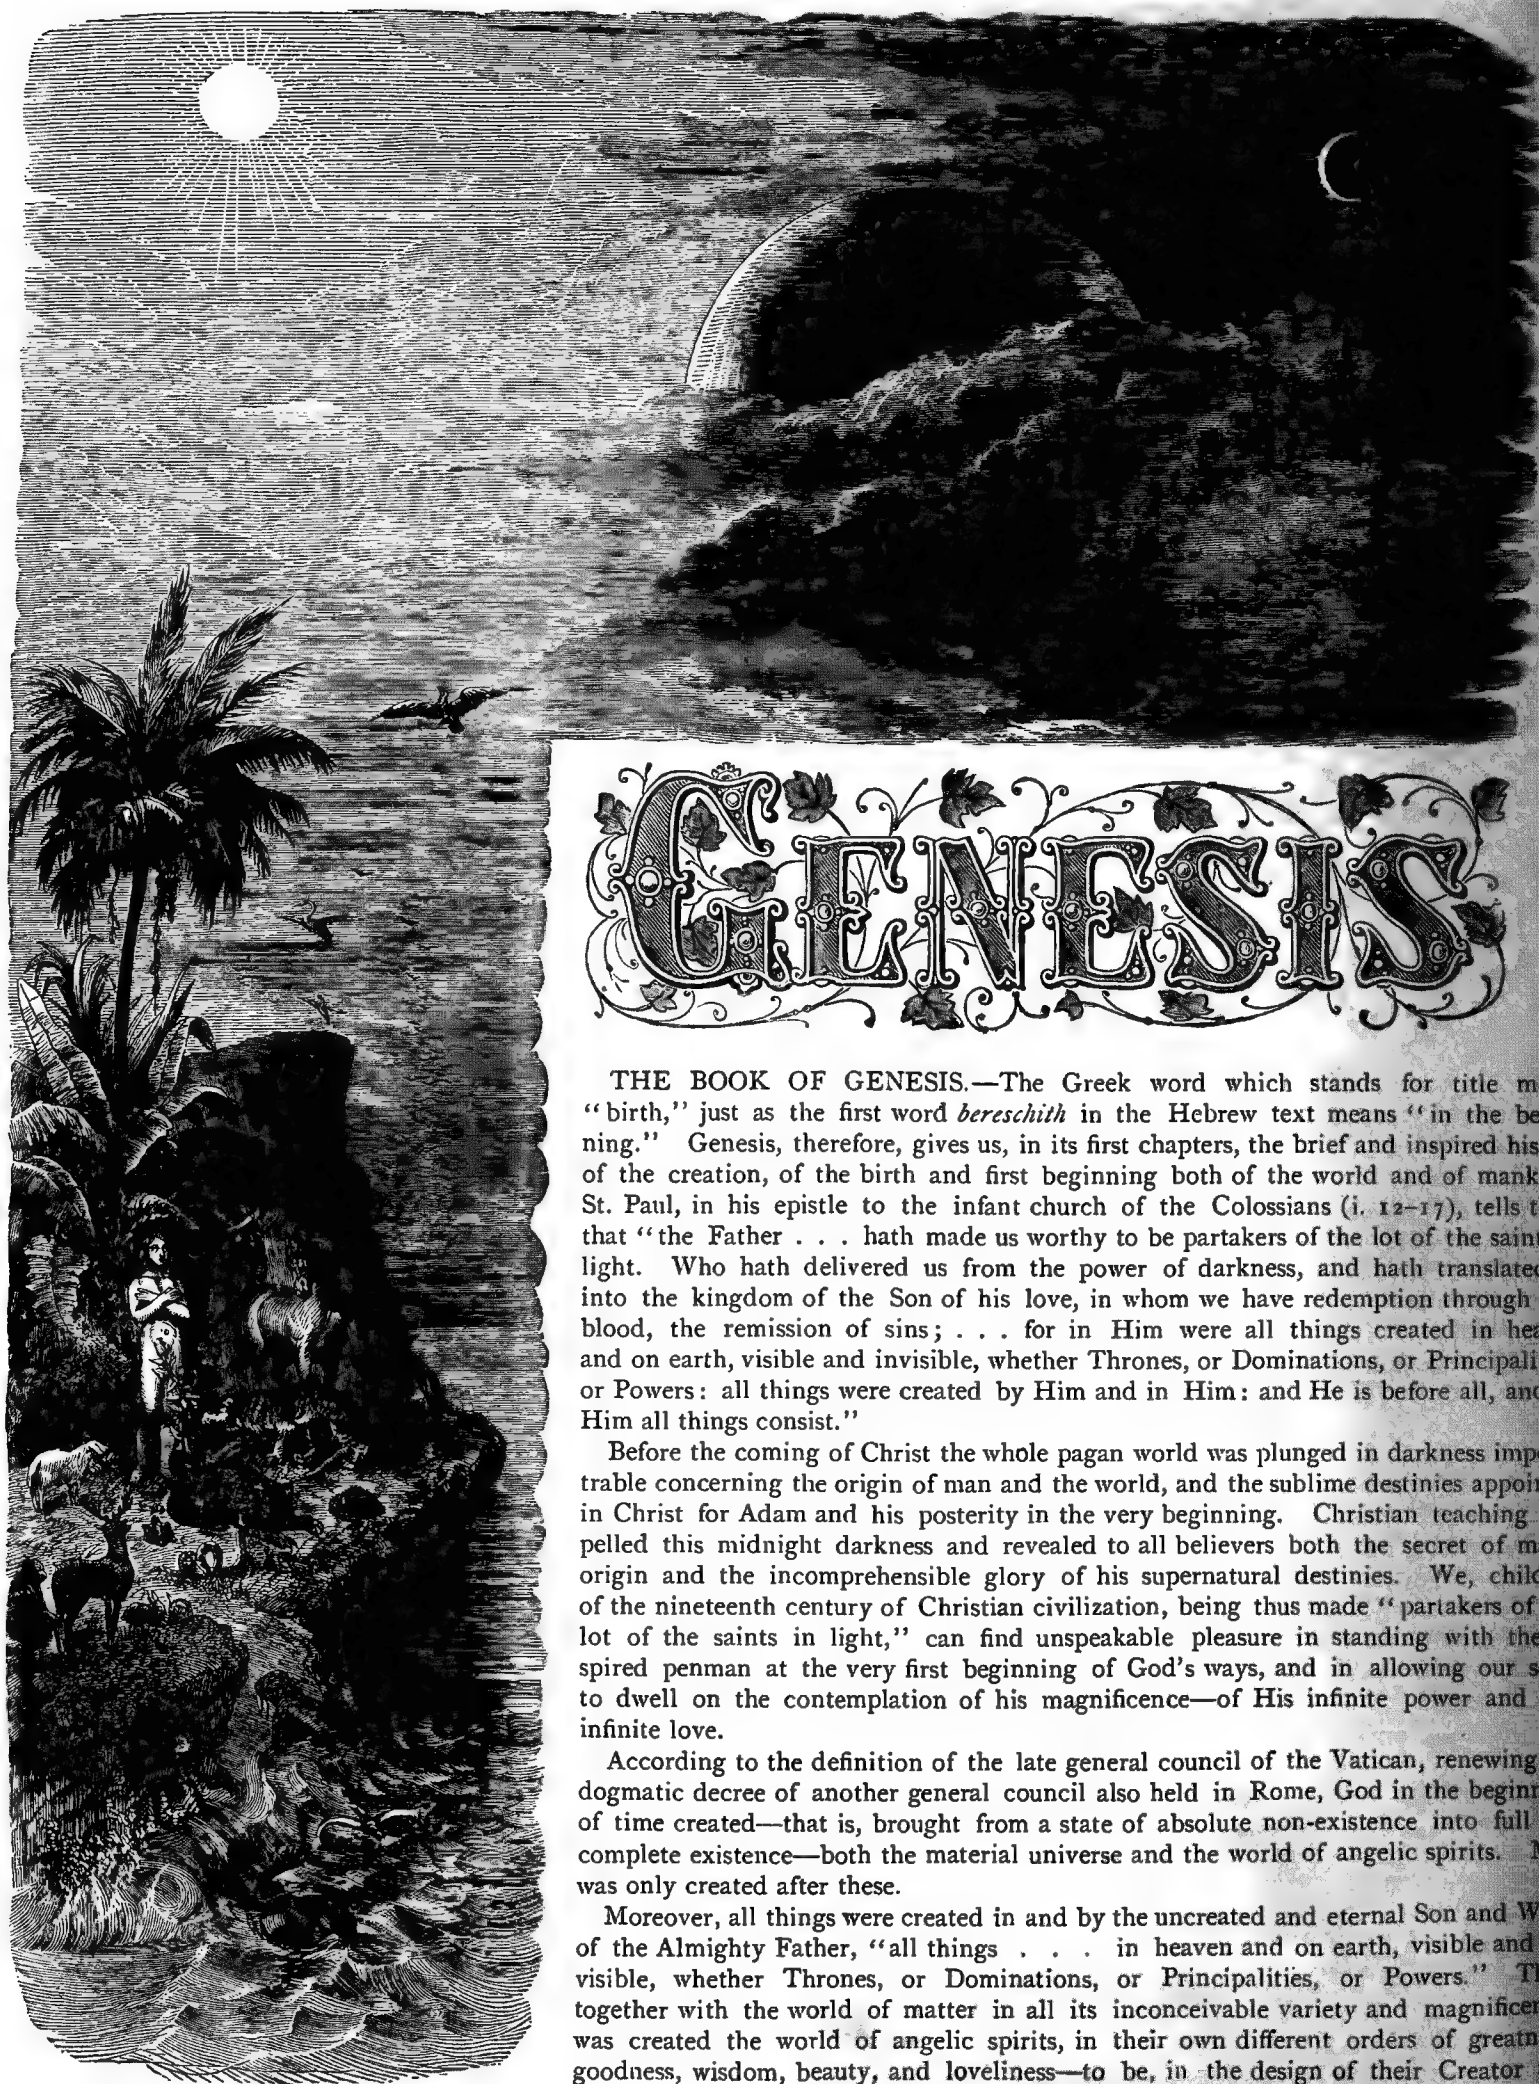 GENESIS
THE BOOK OF GENESIS.—The Greek word which stands for title
“birth,” just as the first word bereschith in the Hebrew text means “in the
ning.” Genesis, therefore, gives us, in its first chapters, the brief and inspired
of the creation, of the birth and first beginning both of the world and of
St. Paul, in his epistle to the infant church of the Colossians (i. 12–17), tells
that “the Father . . . hath made us worthy to be partakers of the lot of the
light. Who hath delivered us from the power of darkness, and hath
into the kingdom of the Son of his love, in whom we have redemption through
blood, the remission of sins; . . . for in Him were all things created in
and on earth, visible and invisible, whether Thrones, or Dominations, or
or Powers: all things were created by Him and in Him: and He is before all,
Him all things consist.”
Before the coming of Christ the whole pagan world was plunged in darkness
trable concerning the origin of man and the world, and the sublime destinies
in Christ for Adam and his posterity in the very beginning. Christian teaching
pelled this midnight darkness and revealed to all believers both the secret of
origin and the incomprehensible glory of his supernatural destinies. We,
of the nineteenth century of Christian civilization, being thus made “partakers of
lot of the saints in light,” can find unspeakable pleasure in standing with
spired penman at the very first beginning of God's ways, and in allowing our
to dwell on the contemplation of his magnificence—of His infinite power and
infinite love.
According to the definition of the late general council of the Vatican, renewing
dogmatic decree of another general council also held in Rome, God in the
of time created—that is, brought from a state of absolute non-existence into full
complete existence—both the material universe and the world of angelic spirits.
was only created after these.
Moreover, all things were created in and by the uncreated and eternal Son and
of the Almighty Father, “all things . . . in heaven and on earth, visible and
visible, whether Thrones, or Dominations, or Principalities, or Powers.”
together with the world of matter in all its inconceivable variety and
was created the world of angelic spirits, in their own different orders of
goodness, wisdom, beauty, and loveliness—to be, in the design of their Creator